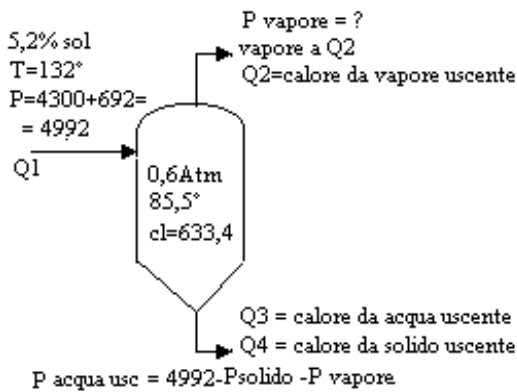 5,2% sol
T=132°
P=4300+692=
= 4992
Q1
P vapore = ?
vapore a Q2
Q2=calore da vapore uscente
0,6Atm
85,5°
cl=633,4
Q3 = calore da acqua uscente
Q4 = calore da solido uscente
P acqua usc = 4992-Psolido -P vapore